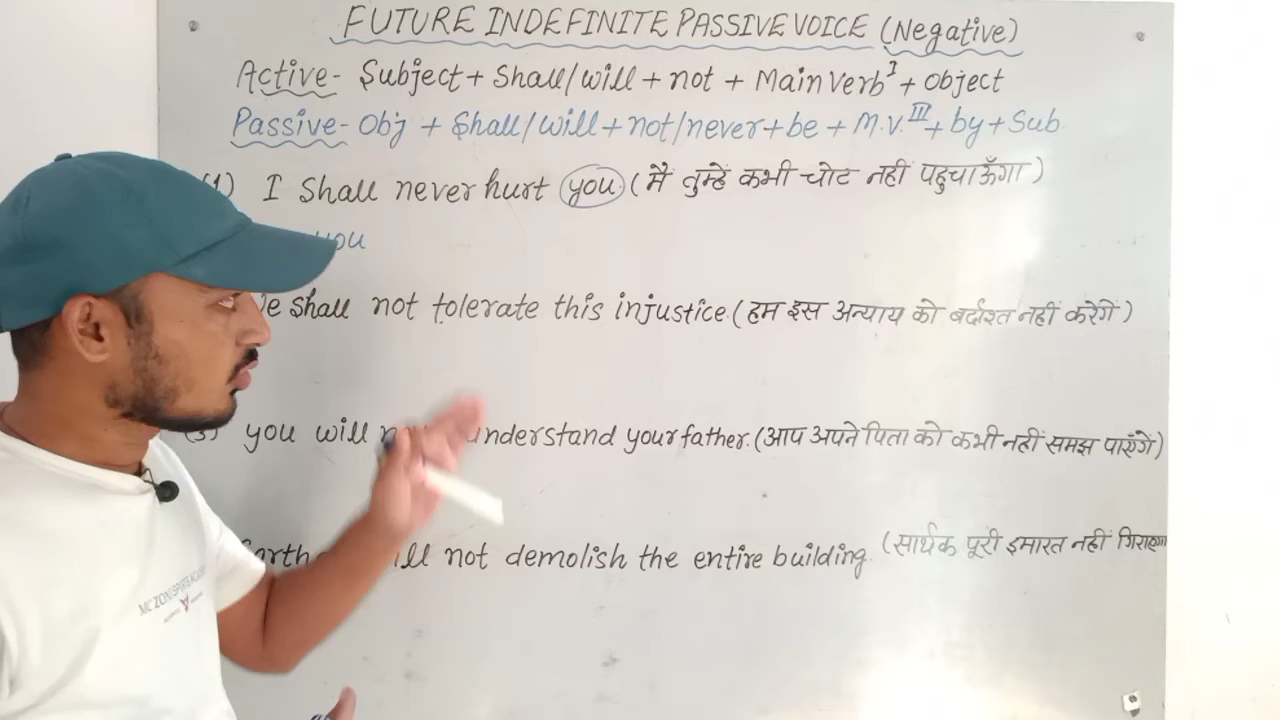 FUTURE INDEFINITE PASSIVE VOICE (Negative)
Active- Subject + Shall/will + not + Main Verb I + Object
Passive- Obj + Shall/will + not/never + be + M.V. III + by + Sub.
(1) I Shall never hurt you (मै तुम्हें कभी चोट नहीं पहुचाऊँगा)
you
shall not tolerate this injustice. (हम इस अन्याय को बर्दाश्त नहीं करेगें)
(3) you will understand your father. (आप अपने पिता को कभी नहीं समझ पाएँगे)
not demolish the entire building. (सार्थक पूरी इमारत नहीं गिराएगा